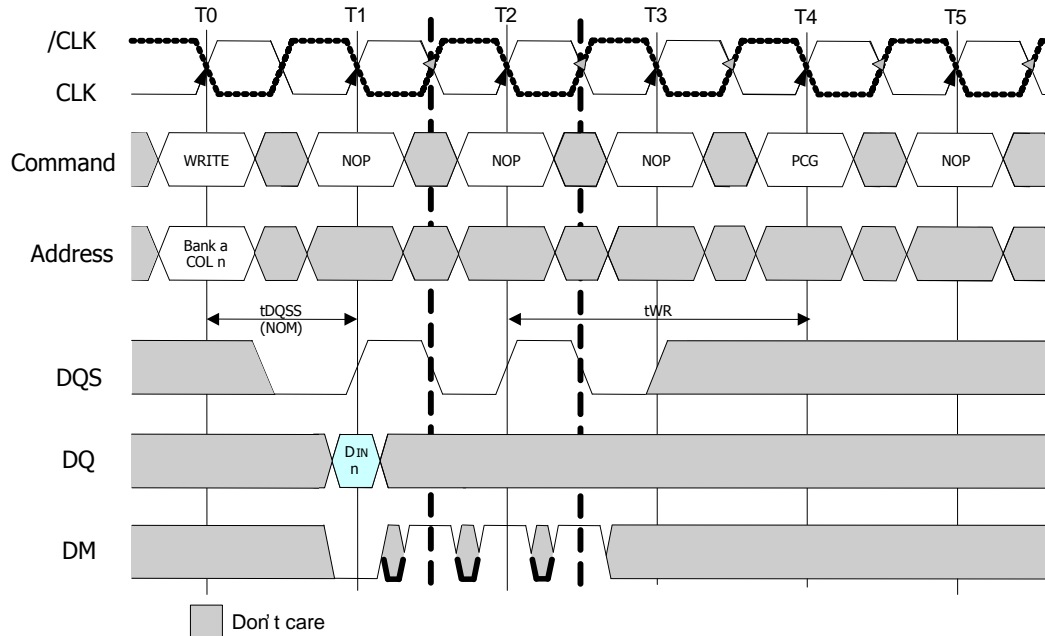 T0 T1 T2 T3 T4 T5
/CLK
CLK
Command WRITE NOP NOP NOP PCG NOP
Address Bank a
COL n
tDQSS
(NOM)
tWR
DQS
DQ DIN
n
DM
Don't care